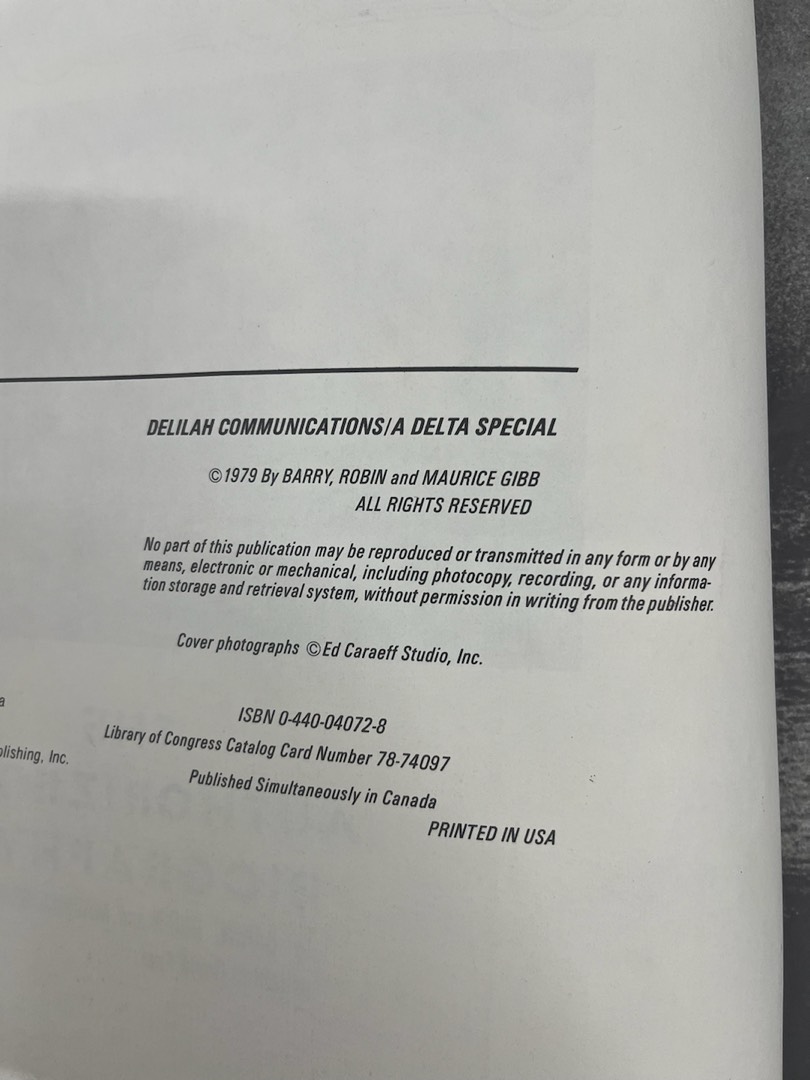 DELILAH COMMUNICATIONS/A DELTA SPECIAL
©1979 By BARRY, ROBIN and MAURICE GIBB
ALL RIGHTS RESERVED
No part of this publication may be reproduced or transmitted in any form or by any
means, electronic or mechanical, including photocopy, recording, or any informa-
tion storage and retrieval system, without permission in writing from the publisher.
Cover photographs ©Ed Caraeff Studio, Inc.
a
ISBN 0-440-04072-8
Library of Congress Catalog Card Number 78-74097
blishing, Inc.
Published Simultaneously in Canada
PRINTED IN USA